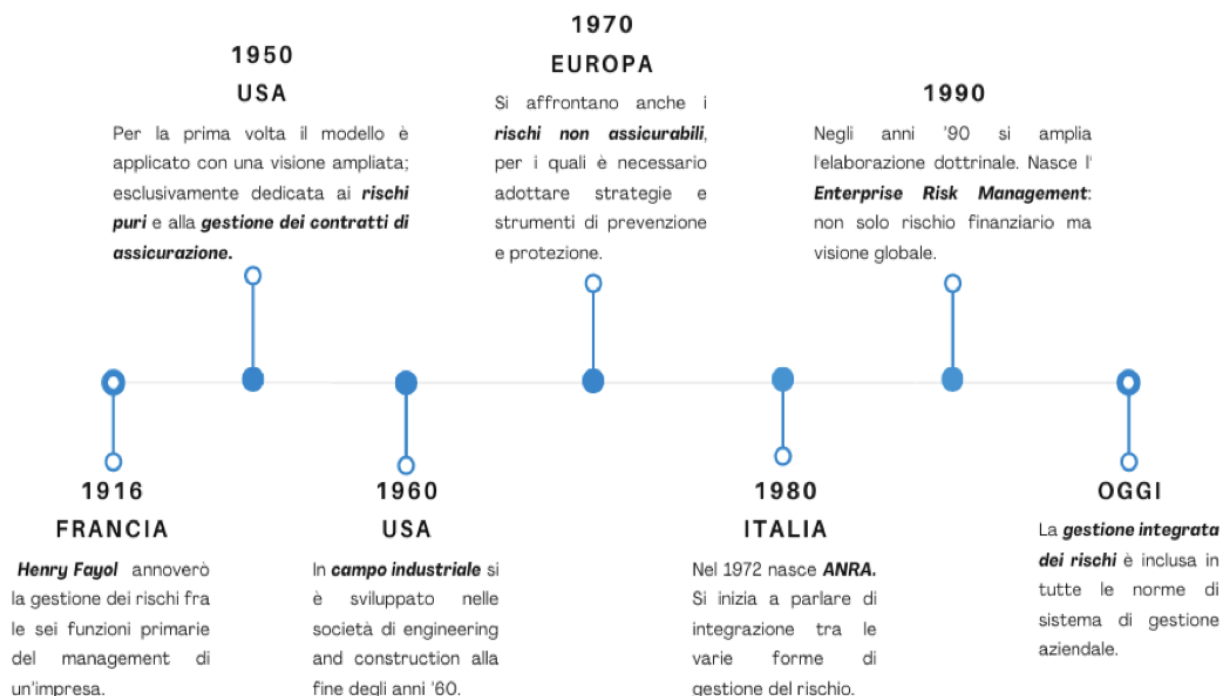 1916
FRANCIA
Henry Fayol annoverò
la gestione dei rischi fra
le sei funzioni primarie
del management di
un'impresa.
1950
USA
Per la prima volta il modello è
applicato con una visione ampliata;
esclusivamente dedicata ai rischi
puri e alla gestione dei contratti di
assicurazione.
1960
USA
In campo industriale si
è sviluppato nelle
società di engineering
and construction alla
fine degli anni '60.
1970
EUROPA
Si affrontano anche i
rischi non assicurabili,
per i quali è necessario
adottare strategie e
strumenti di prevenzione
e protezione.
1980
ITALIA
Nel 1972 nasce ANRA.
Si inizia a parlare di
integrazione tra le
varie forme di
gestione del rischio.
1990
Negli anni '90 si amplia
l'elaborazione dottrinale. Nasce l'
Enterprise Risk Management:
non solo rischio finanziario ma
visione globale.
OGGI
La gestione integrata
dei rischi è inclusa in
tutte le norme di
sistema di gestione
aziendale.